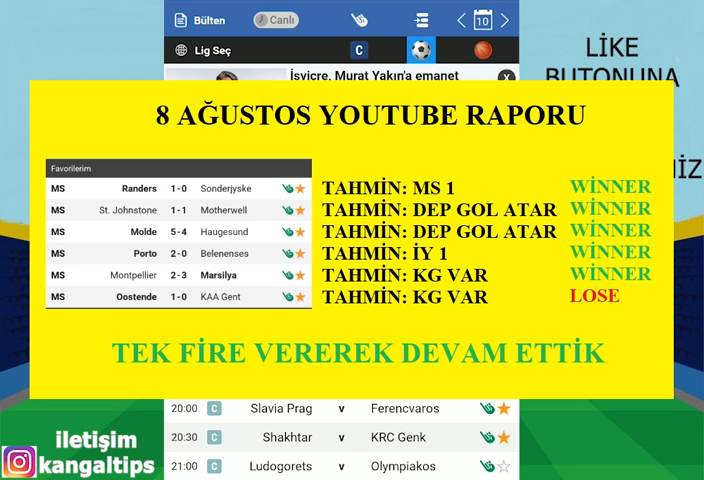 Bülten
Canlı
10
Lig Seç
C
LİKE
İsviçre, Murat Yakın'a emanet
X
BUTONUNA
8 AĞUSTOS YOUTUBE RAPORU
İZ
Favorilerim
MS Randers 1-0 Sonderjyske TAHMİN: MS 1 WİNNER
MS St. Johnstone 1-1 Motherwell TAHMİN: DEP GOL ATAR WİNNER
MS Molde 5-4 Haugesund TAHMİN: DEP GOL ATAR WİNNER
MS Porto 2-0 Belenenses TAHMİN: İY 1 WİNNER
MS Montpellier 2-3 Marsilya TAHMİN: KG VAR WİNNER
MS Oostende 1-0 KAA Gent TAHMİN: KG VAR LOSE
TEK FİRE VEREREK DEVAM ETTİK
20:00 C Slavia Prag v Ferencvaros
20:30 C Shakhtar v KRC Genk
21:00 C Ludogorets v Olympiakos
iletişim
kangaltips